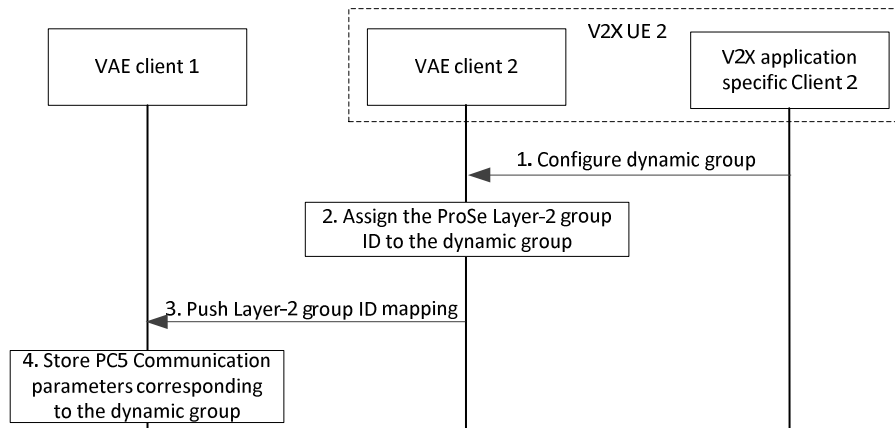 V2X UE 2
VAE client 1
VAE client 2
V2X application
specific Client 2
1. Configure dynamic group
2. Assign the ProSe Layer-2 group
ID to the dynamic group
3. Push Layer-2 group ID mapping
4. Store PC5 Communication
parameters corresponding
to the dynamic group